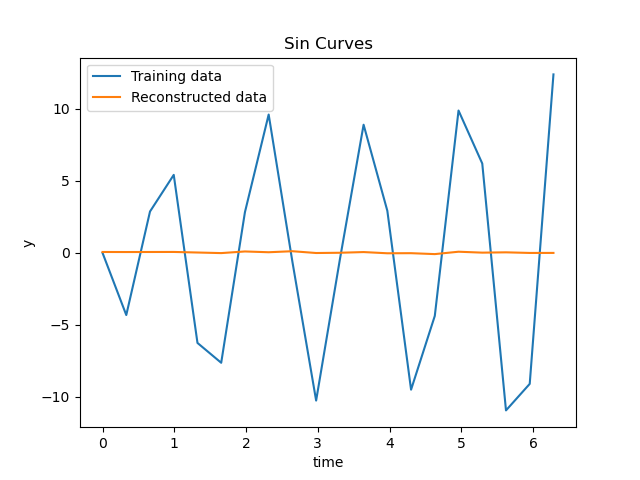 Sin Curves
Training data
Reconstructed data
10
5
0
−5
−10
y
0 1 2 3 4 5 6
time